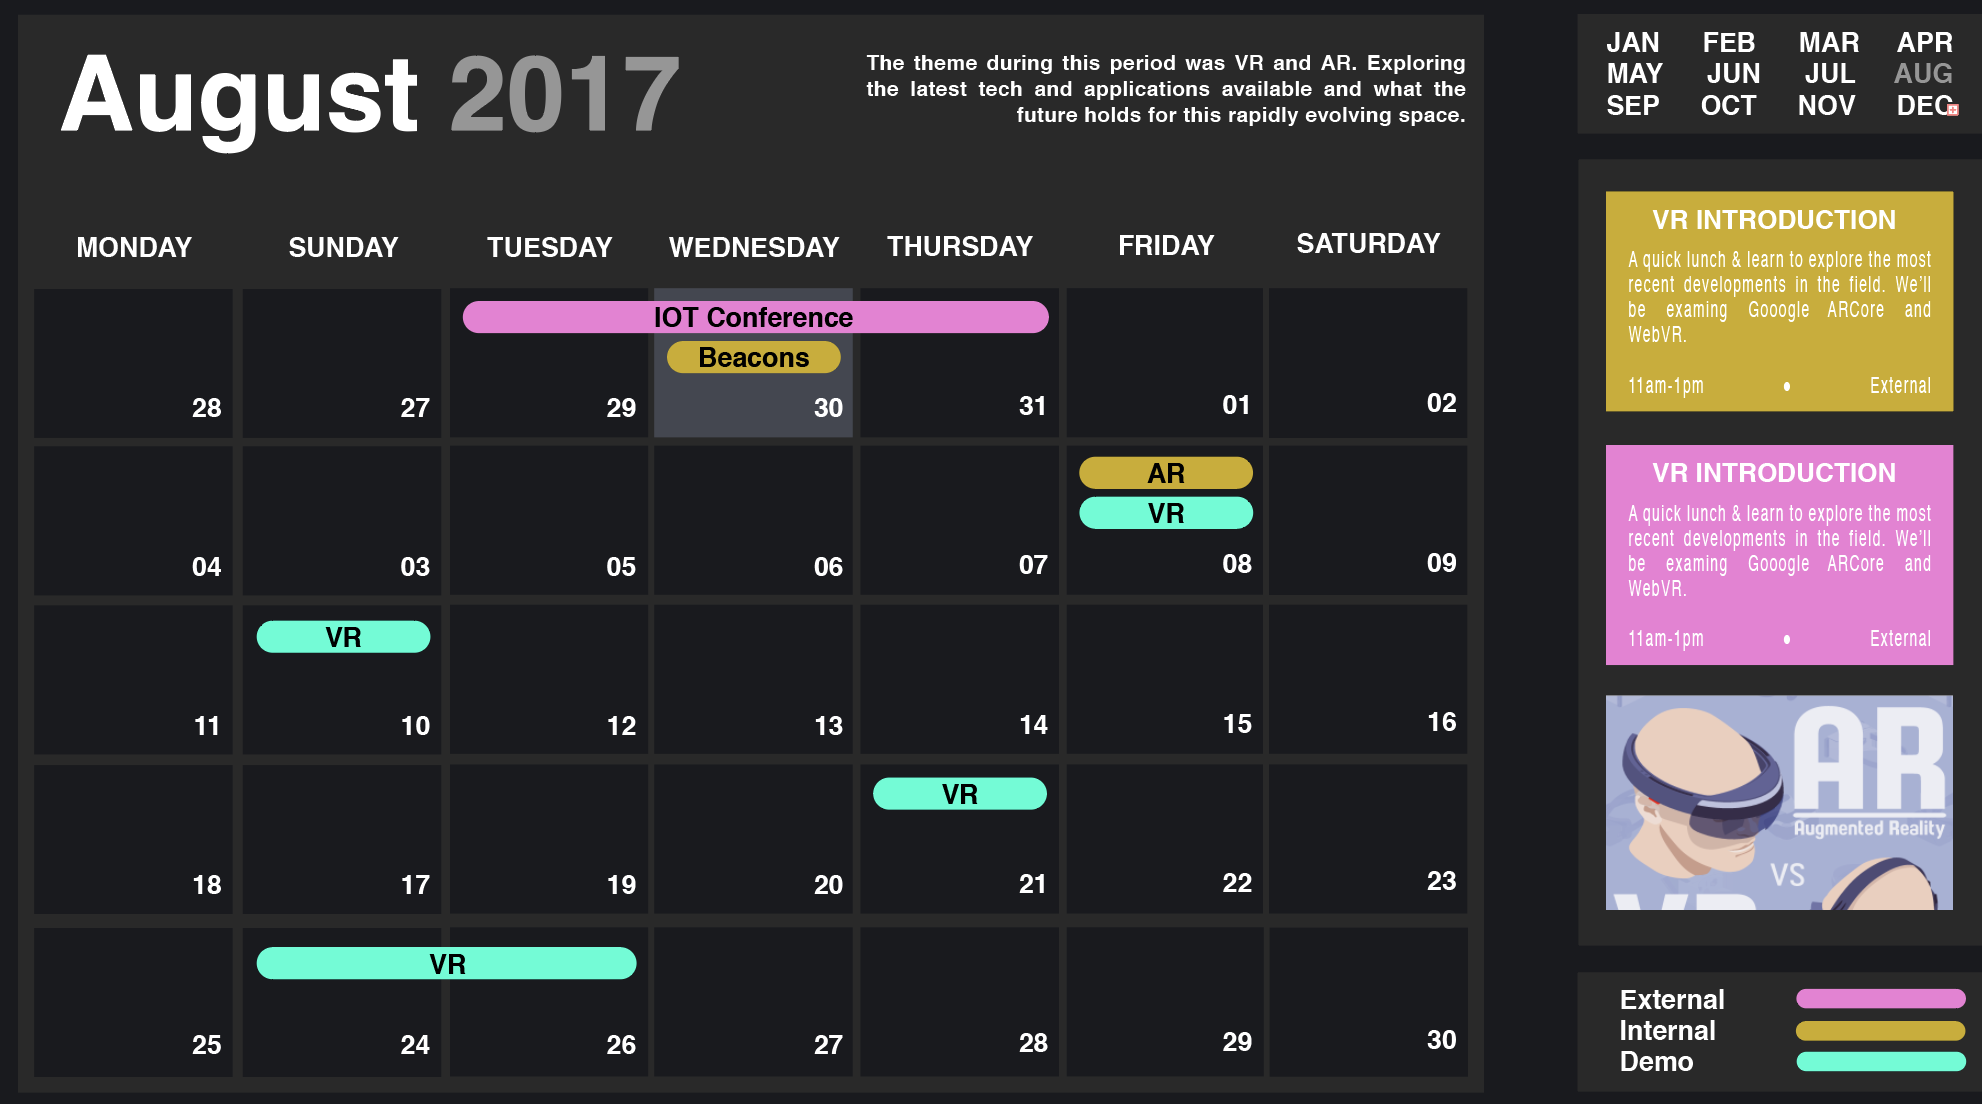 August 2017
The theme during this period was VR and AR. Exploring
the latest tech and applications available and what the
future holds for this rapidly evolving space.
MONDAY SUNDAY TUESDAY WEDNESDAY THURSDAY FRIDAY SATURDAY
IOT Conference
Beacons
28 27 29 30 31 01 02
AR
VR
04 03 05 06 07 08 09
VR
11 10 12 13 14 15 16
VR
18 17 19 20 21 22 23
VR
25 24 26 27 28 29 30
JAN FEB MAR APR
MAY JUN JUL AUG
SEP OCT NOV DEC
VR INTRODUCTION
A quick lunch & learn to explore the most
recent developments in the field. We'll
be examing Gooogle ARCore and
WebVR.
11am-1pm • External
VR INTRODUCTION
A quick lunch & learn to explore the most
recent developments in the field. We'll
be examing Gooogle ARCore and
WebVR.
11am-1pm • External
AR
Augmented Reality
VS
VR
External
Internal
Demo